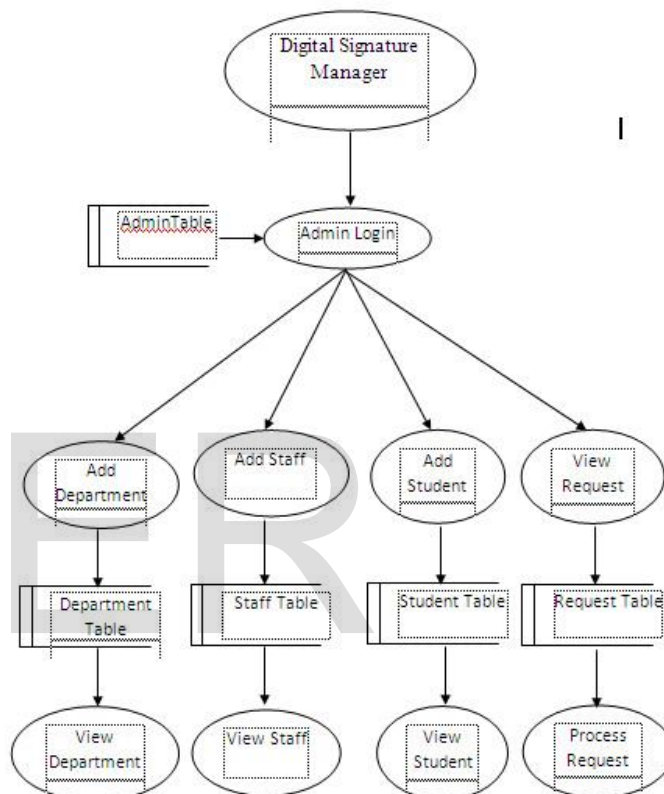 Digital Signature
Manager
AdminTable
Admin Login
Add
Department
Add Staff
Add
Student
View
Request
Department
Table
Staff Table
Student Table
Request Table
View
Department
View Staff
View
Student
Process
Request
ER